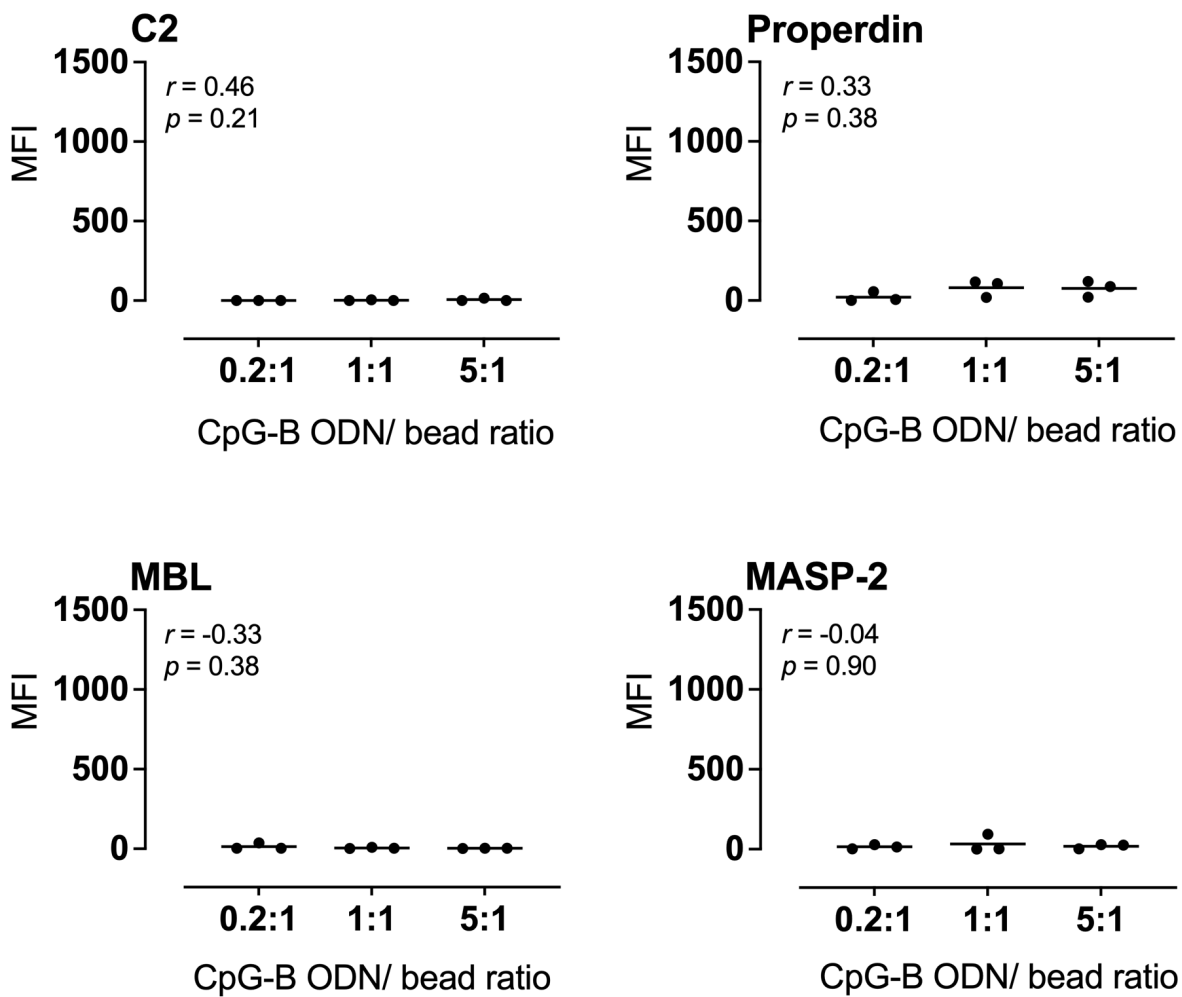 C2
1500
1000
500
0
MFI
r = 0.46
p = 0.21
0.2:1 1:1 5:1
CpG-B ODN/ bead ratio
Properdin
1500
1000
500
0
MFI
r = 0.33
p = 0.38
0.2:1 1:1 5:1
CpG-B ODN/ bead ratio
MBL
1500
1000
500
0
MFI
r = -0.33
p = 0.38
0.2:1 1:1 5:1
CpG-B ODN/ bead ratio
MASP-2
1500
1000
500
0
MFI
r = -0.04
p = 0.90
0.2:1 1:1 5:1
CpG-B ODN/ bead ratio